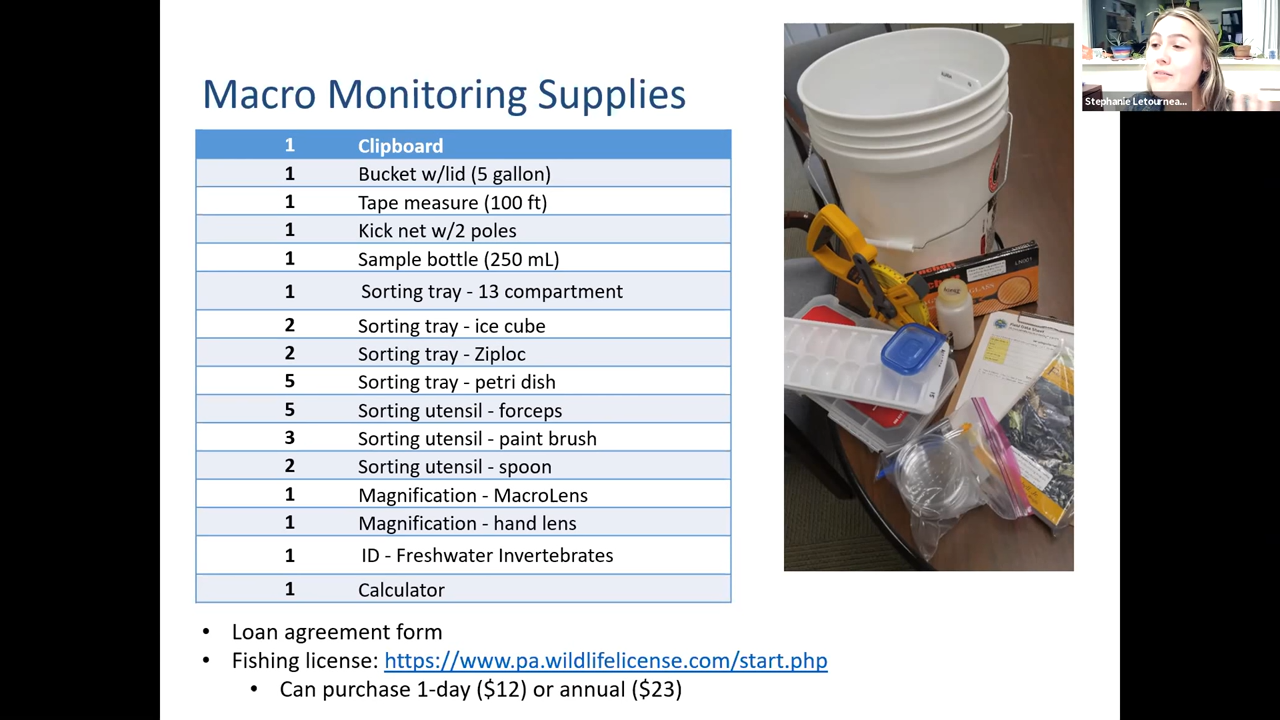 Macro Monitoring Supplies
1 Clipboard
1 Bucket w/lid (5 gallon)
1 Tape measure (100 ft)
1 Kick net w/2 poles
1 Sample bottle (250 mL)
1 Sorting tray - 13 compartment
2 Sorting tray - ice cube
2 Sorting tray - Ziploc
5 Sorting tray - petri dish
5 Sorting utensil - forceps
3 Sorting utensil - paint brush
2 Sorting utensil - spoon
1 Magnification - MacroLens
1 Magnification - hand lens
1 ID - Freshwater Invertebrates
1 Calculator
• Loan agreement form
• Fishing license: https://www.pa.wildlifelicense.com/start.php
• Can purchase 1-day ($12) or annual ($23)
Stephanie Letournea...
LN001
Field Data Sheet